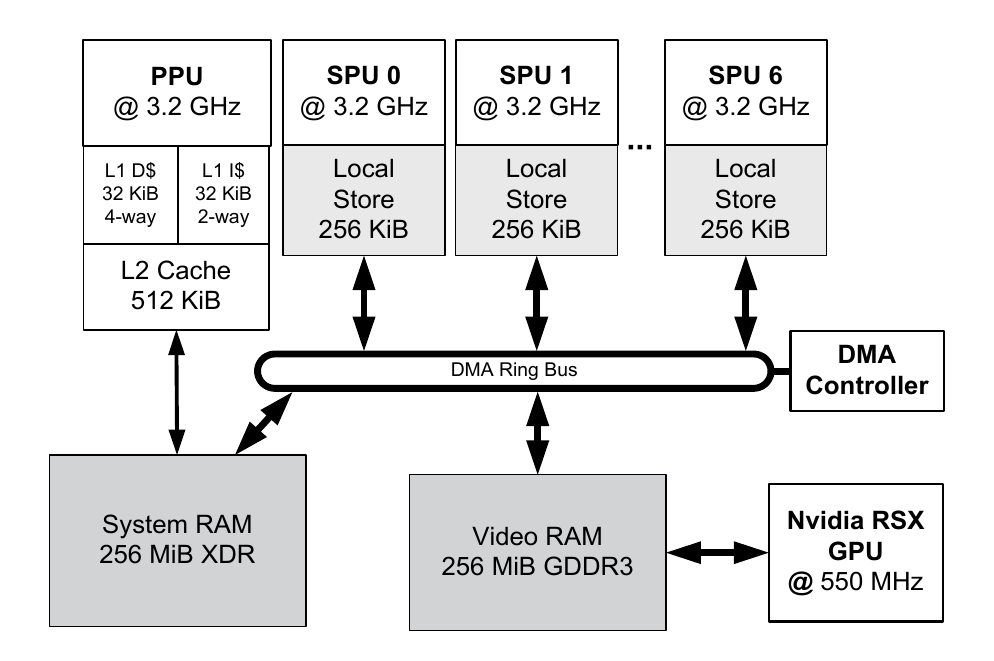 PPU
@ 3.2 GHz
L1 D$
32 KiB
4-way
L1 I$
32 KiB
2-way
L2 Cache
512 KiB
SPU 0
@ 3.2 GHz
Local
Store
256 KiB
SPU 1
@ 3.2 GHz
Local
Store
256 KiB
...
SPU 6
@ 3.2 GHz
Local
Store
256 KiB
DMA Ring Bus
DMA
Controller
System RAM
256 MiB XDR
Video RAM
256 MiB GDDR3
Nvidia RSX
GPU
@ 550 MHz